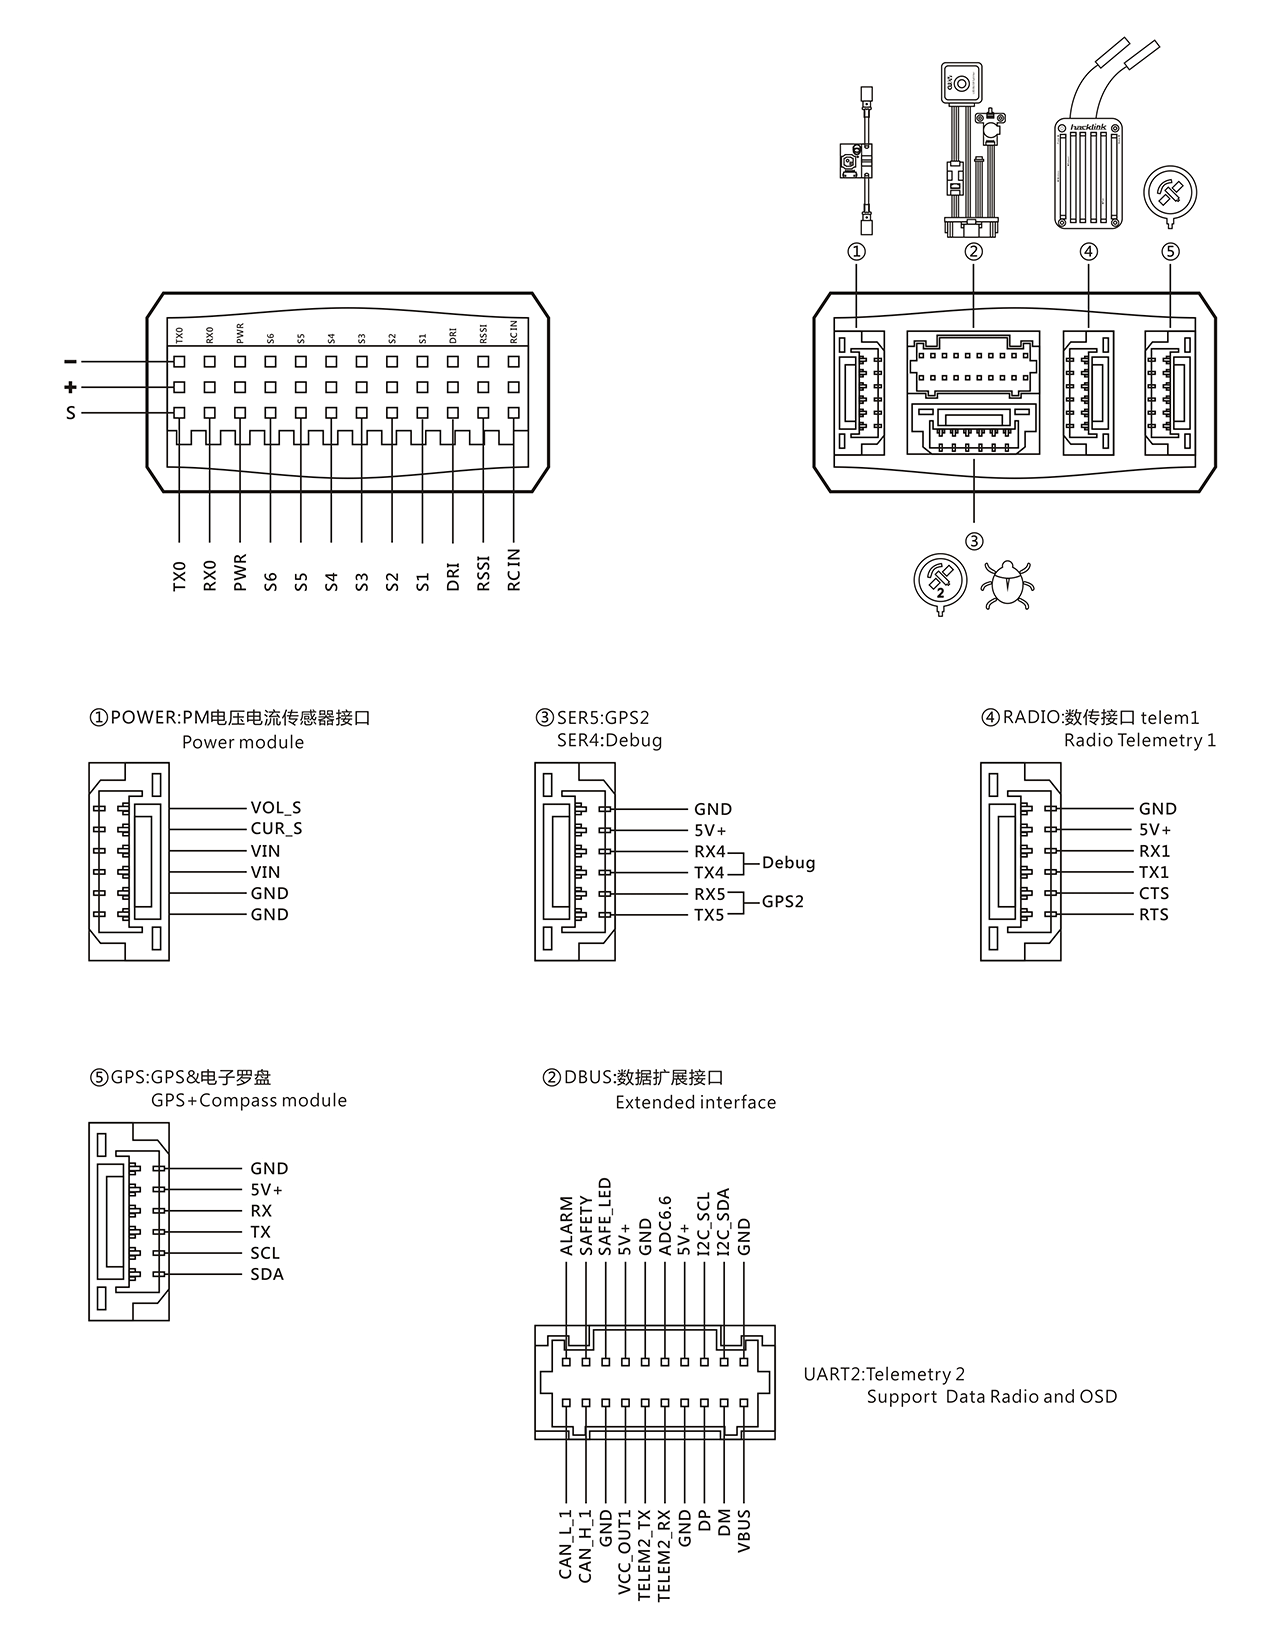 hacklink
① ② ④ ⑤
TX0 RX0 PWR S6 S5 S4 S3 S2 S1 DRI RSSI RC IN
−
+
S
TX0 RX0 PWR S6 S5 S4 S3 S2 S1 DRI RSSI RC IN
③
2
①POWER:PM电压电流传感器接口
Power module
VOL_S
CUR_S
VIN
VIN
GND
GND
③SER5:GPS2
SER4:Debug
GND
5V+
RX4
TX4
Debug
RX5
TX5
GPS2
④RADIO:数传接口 telem1
Radio Telemetry 1
GND
5V+
RX1
TX1
CTS
RTS
⑤GPS:GPS&电子罗盘
GPS+Compass module
GND
5V+
RX
TX
SCL
SDA
②DBUS:数据扩展接口
Extended interface
ALARM SAFETY SAFE_LED 5V+ GND ADC6.6 5V+ I2C_SCL I2C_SDA GND
CAN_L_1 CAN_H_1 GND VCC_OUT1 TELEM2_TX TELEM2_RX GND DP DM VBUS
UART2:Telemetry 2
Support Data Radio and OSD